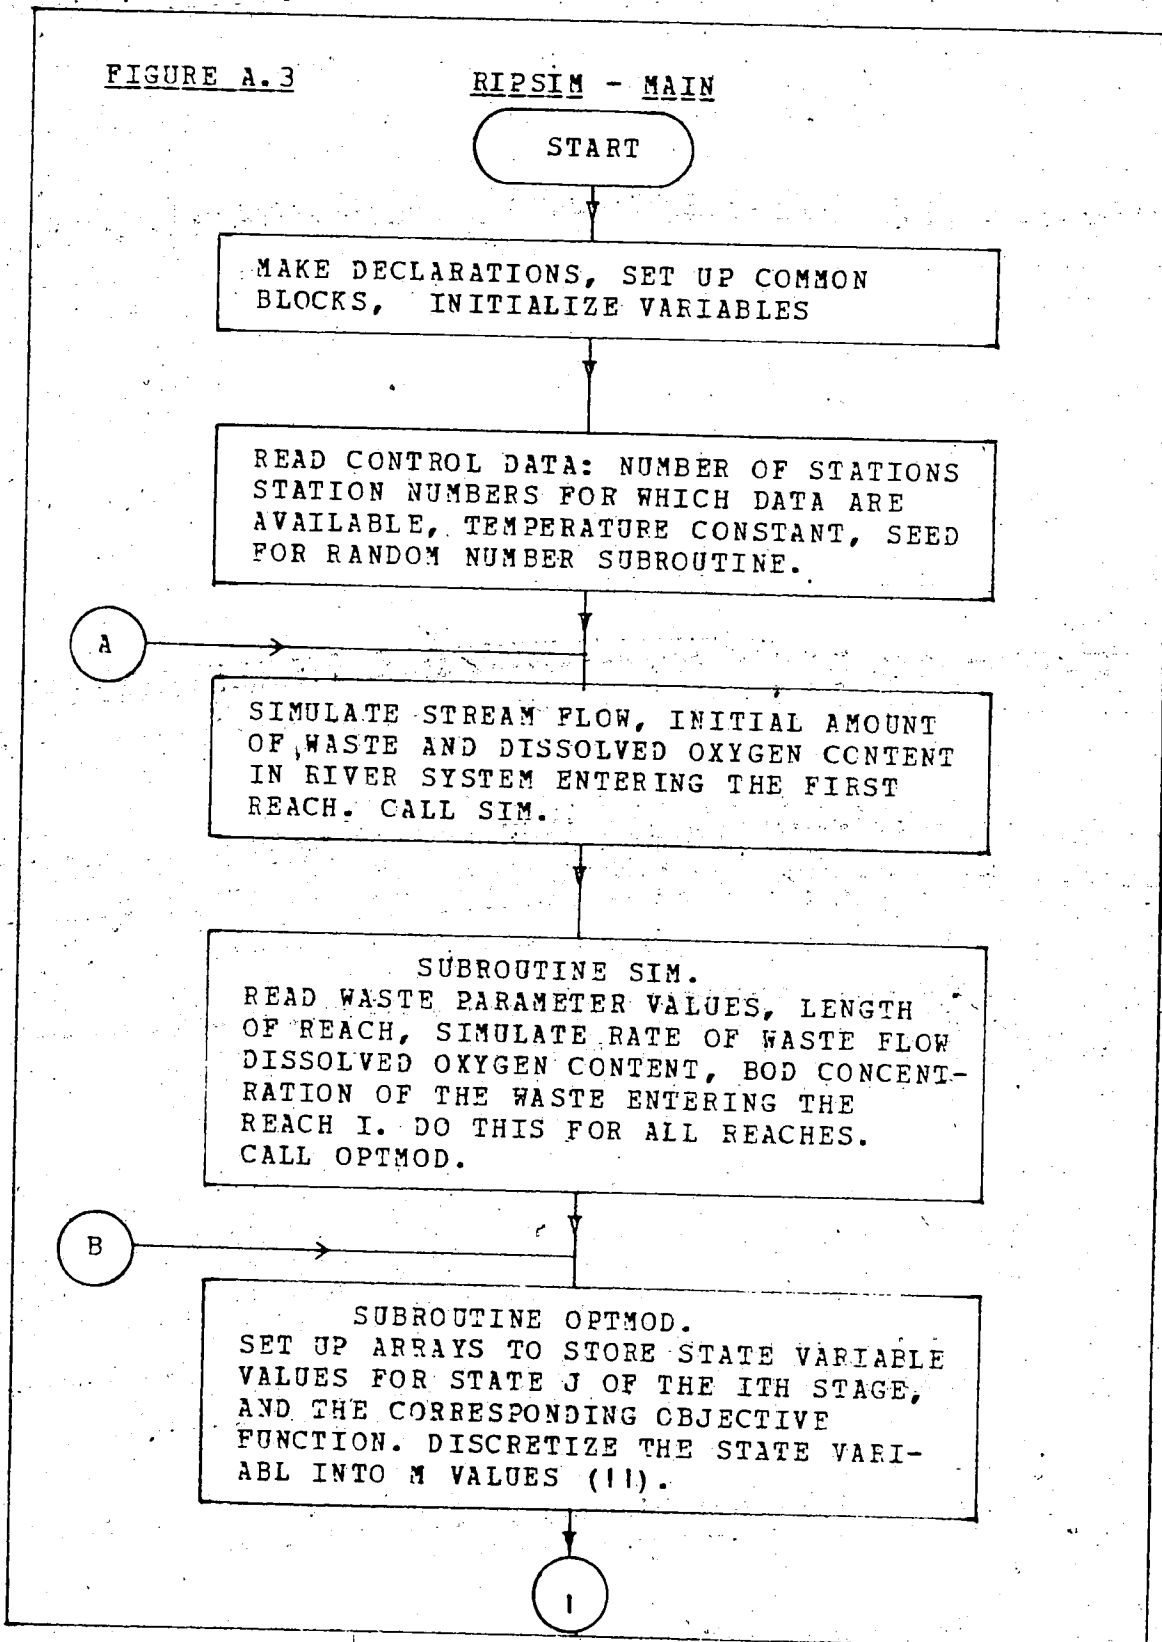 FIGURE A.3 RIPSIM - MAIN
START
MAKE DECLARATIONS, SET UP COMMON
BLOCKS, INITIALIZE VARIABLES
READ CONTROL DATA: NUMBER OF STATIONS
STATION NUMBERS FOR WHICH DATA ARE
AVAILABLE, TEMPERATURE CONSTANT, SEED
FOR RANDOM NUMBER SUBROUTINE.
A
SIMULATE STREAM FLOW, INITIAL AMOUNT
OF WASTE AND DISSOLVED OXYGEN CONTENT
IN RIVER SYSTEM ENTERING THE FIRST
REACH. CALL SIM.
SUBROUTINE SIM.
READ WASTE PARAMETER VALUES, LENGTH
OF REACH, SIMULATE RATE OF WASTE FLOW
DISSOLVED OXYGEN CONTENT, BOD CONCENT-
RATION OF THE WASTE ENTERING THE
REACH I. DO THIS FOR ALL REACHES.
CALL OPTMOD.
B
SUBROUTINE OPTMOD.
SET UP ARRAYS TO STORE STATE VARIABLE
VALUES FOR STATE J OF THE ITH STAGE,
AND THE CORRESPONDING OBJECTIVE
FUNCTION. DISCRETIZE THE STATE VARI-
ABL INTO M VALUES (11).
1